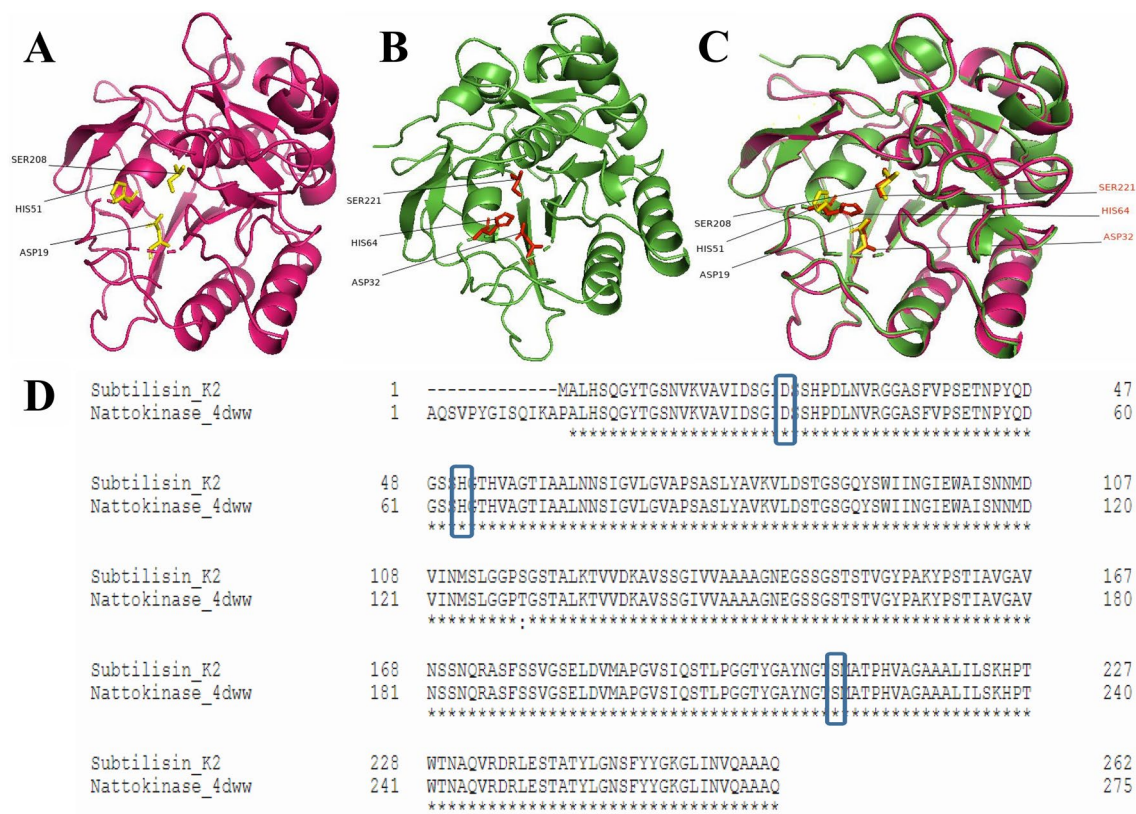 A
B
C
SER208
HIS51
ASP19
SER221
HIS64
ASP32
SER208
HIS51
ASP19
SER221
HIS64
ASP32
D
Subtilisin_K2 1 -------------MALHSQGYTGSNVKVAVIDSGIDSSHPDLNVRGGASFVPSETNPYQD 47
Nattokinase_4dww 1 AQSVPYGISQIKAPALHSQGYTGSNVKVAVIDSGIDSSHPDLNVRGGASFVPSETNPYQD 60
**********************************************
Subtilisin_K2 48 GSSHGTHVAGTIAALNNSIGVLGVAPSASLYAVKVLDSTGSGQYSWIINGIEWAISNNMD 107
Nattokinase_4dww 61 GSSHGTHVAGTIAALNNSIGVLGVAPSASLYAVKVLDSTGSGQYSWIINGIEWAISNNMD 120
************************************************************
Subtilisin_K2 108 VINMSLGGPSGSTALKTVVDKAVSSGIVVAAAAGNEGSSGSTSTVGYPAKYPSTIAVGAV 167
Nattokinase_4dww 121 VINMSLGGPTGSTALKTVVDKAVSSGIVVAAAAGNEGSSGSTSTVGYPAKYPSTIAVGAV 180
*********:**************************************************
Subtilisin_K2 168 NSSNQRASFSSVGSELDVMAPGVSIQSTLPGGTYGAYNGTSMATPHVAGAAALILSKHPT 227
Nattokinase_4dww 181 NSSNQRASFSSVGSELDVMAPGVSIQSTLPGGTYGAYNGTSMATPHVAGAAALILSKHPT 240
************************************************************
Subtilisin_K2 228 WTNAQVRDRLESTATYLGNSFYYGKGLINVQAAAQ 262
Nattokinase_4dww 241 WTNAQVRDRLESTATYLGNSFYYGKGLINVQAAAQ 275
***********************************